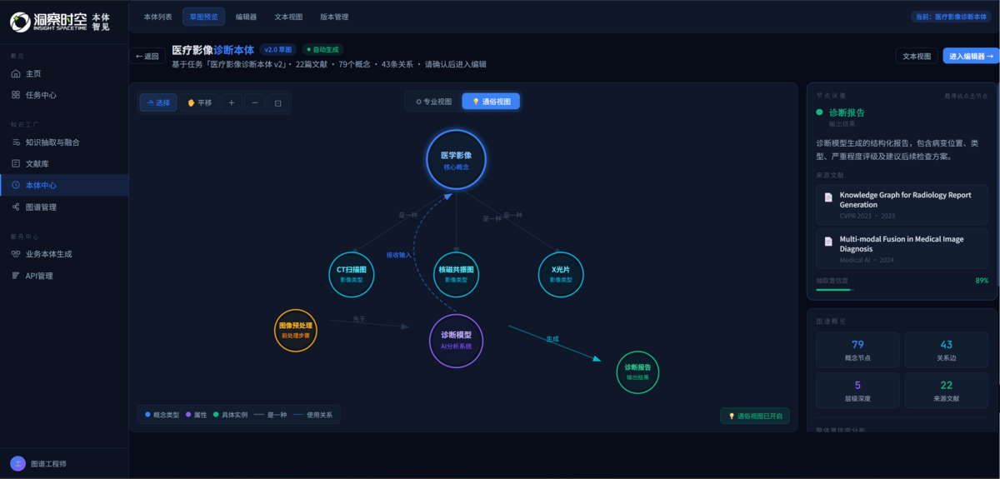 洞察时空
INSIGHT SPACETIME
本体
智见
概览
主页
任务中心
知识工厂
知识抽取与融合
文献库
本体中心
图谱管理
服务中心
业务本体生成
API管理
工
图谱工程师
本体列表
草图预览
编辑器
文本视图
版本管理
当前：医疗影像诊断本体
← 返回
医疗影像诊断本体
v2.0 草图
自动生成
基于任务「医疗影像诊断本体 v2」· 22篇文献 · 79个概念 · 43条关系 · 请确认后进入编辑
文本视图
进入编辑器 →
选择
平移
+
−
专业视图
通俗视图
医学影像
核心概念
是一种
是一种
是一种
接收输入
CT扫描图
影像类型
核磁共振图
影像类型
X光片
影像类型
图像预处理
前处理步骤
先于
诊断模型
AI分析系统
生成
诊断报告
输出结果
概念类型
属性
具体实例
是一种
使用关系
通俗视图已开启
节点详情
悬停或点击节点
诊断报告
输出结果
诊断模型生成的结构化报告，包含病变位置、类
型、严重程度评级及建议后续检查方案。
来源文献
Knowledge Graph for Radiology Report
Generation
CVPR 2023 · 2023
Multi-modal Fusion in Medical Image
Diagnosis
Medical AI · 2024
抽取置信度
89%
图谱概览
79
概念节点
43
关系边
5
层级深度
22
来源文献
整体置信度分布